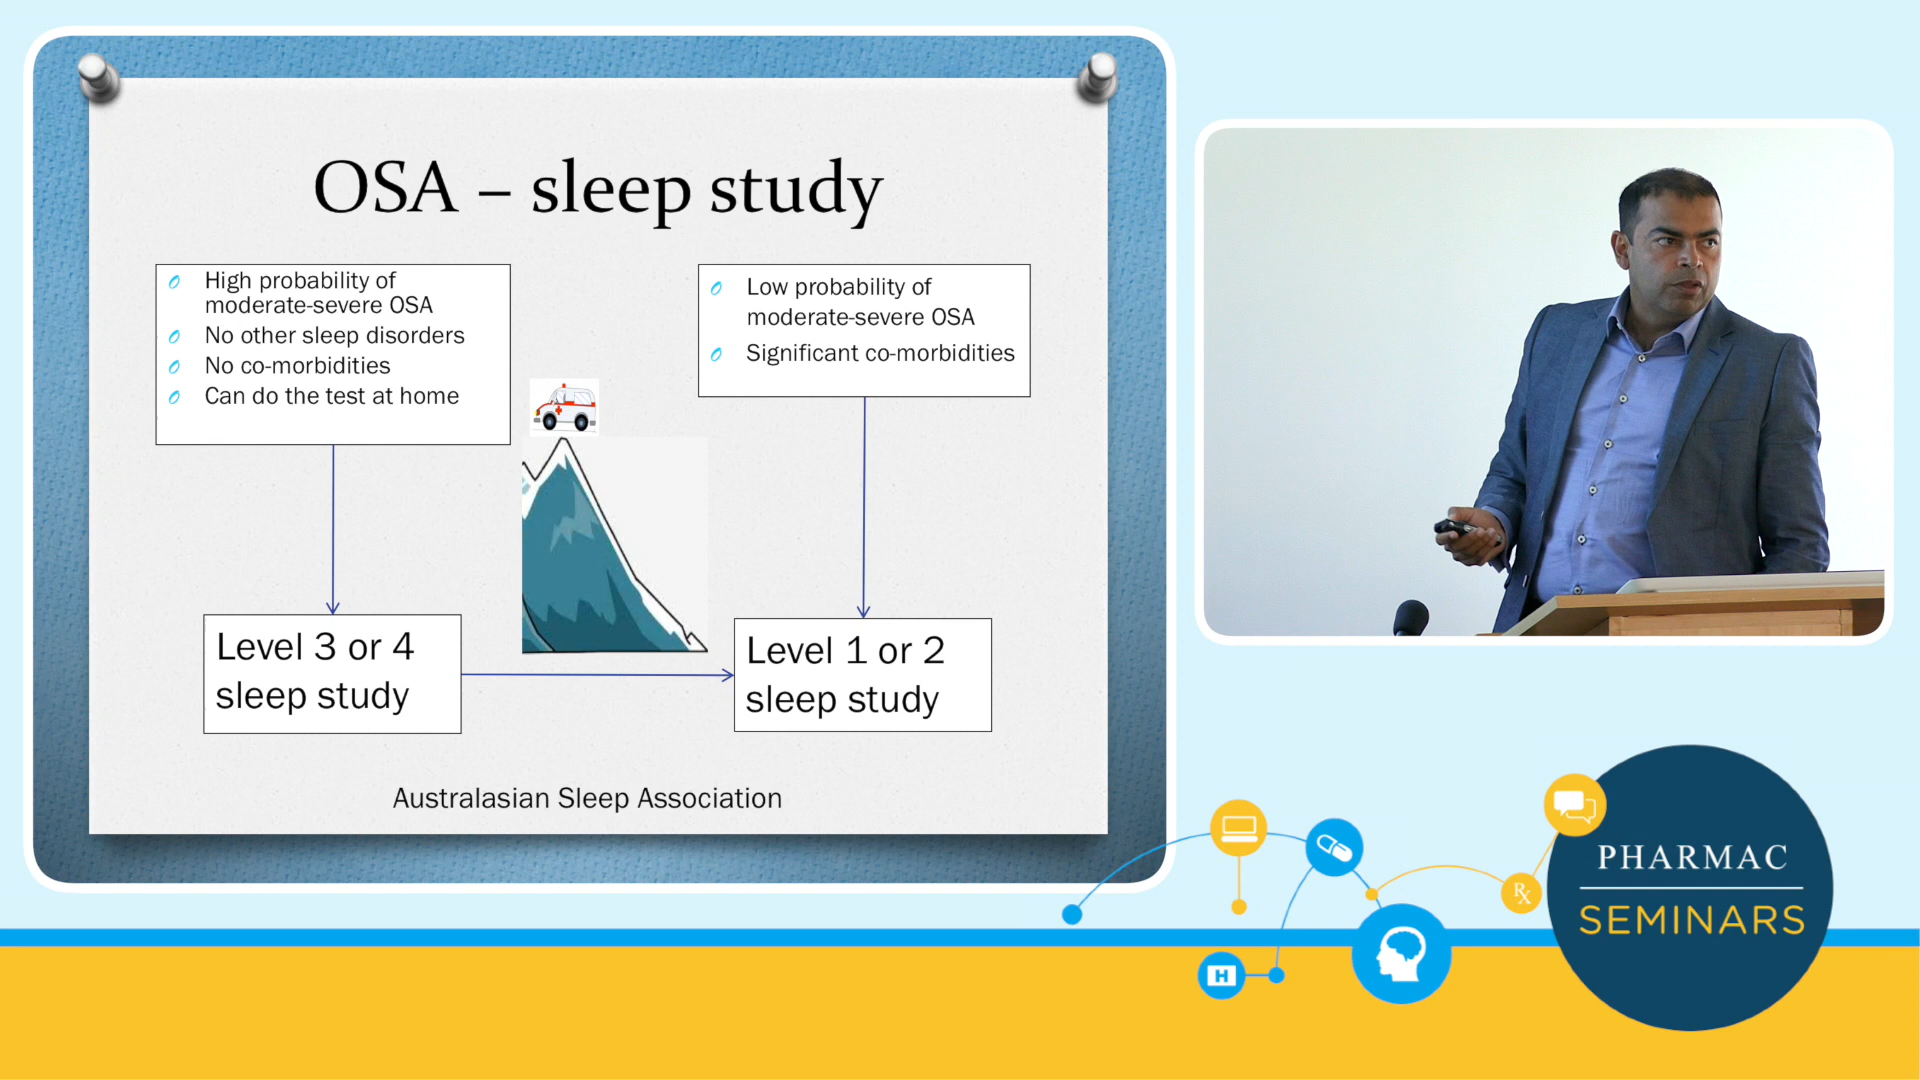 OSA – sleep study
High probability of
moderate-severe OSA
No other sleep disorders
No co-morbidities
Can do the test at home
Low probability of
moderate-severe OSA
Significant co-morbidities
Level 3 or 4
sleep study
Level 1 or 2
sleep study
Australasian Sleep Association
PHARMAC
SEMINARS
Rx
H